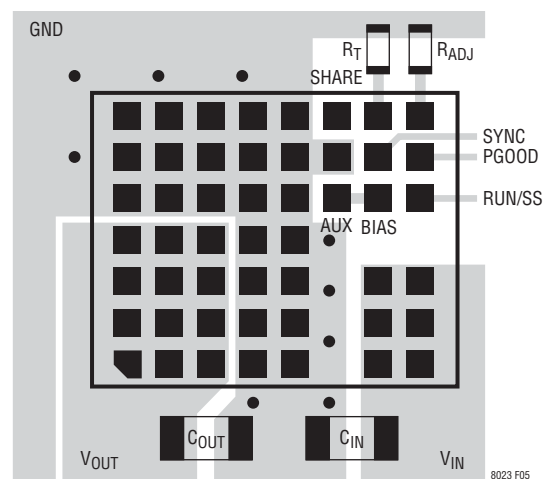 GND
RT
RADJ
SHARE
SYNC
PGOOD
RUN/SS
AUX
BIAS
COUT
CIN
VOUT
VIN
8023 F05